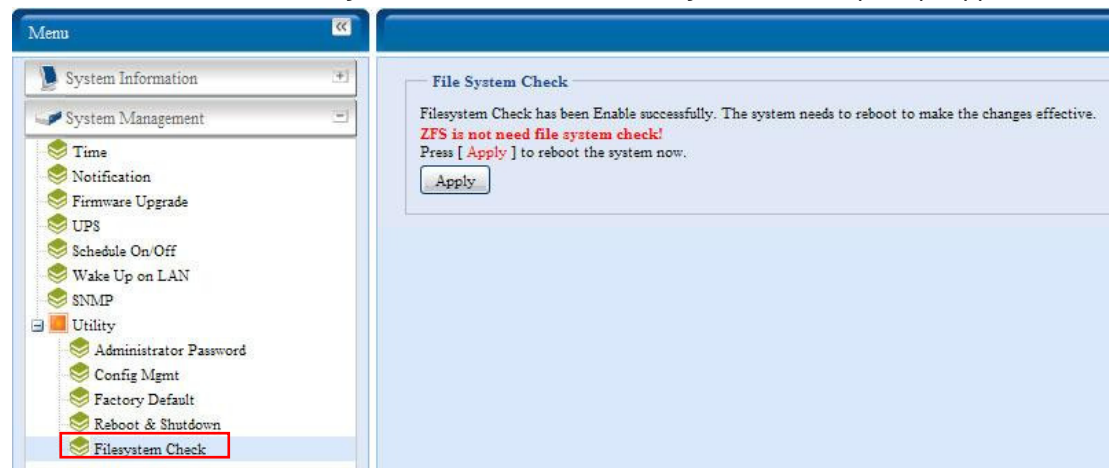 Menu
System Information
System Management
Time
Notification
Firmware Upgrade
UPS
Schedule On/Off
Wake Up on LAN
SNMP
Utility
Administrator Password
Config Mgmt
Factory Default
Reboot & Shutdown
Filesystem Check
File System Check
Filesystem Check has been Enable successfully. The system needs to reboot to make the changes effective.
ZFS is not need file system check!
Press [ Apply ] to reboot the system now.
Apply